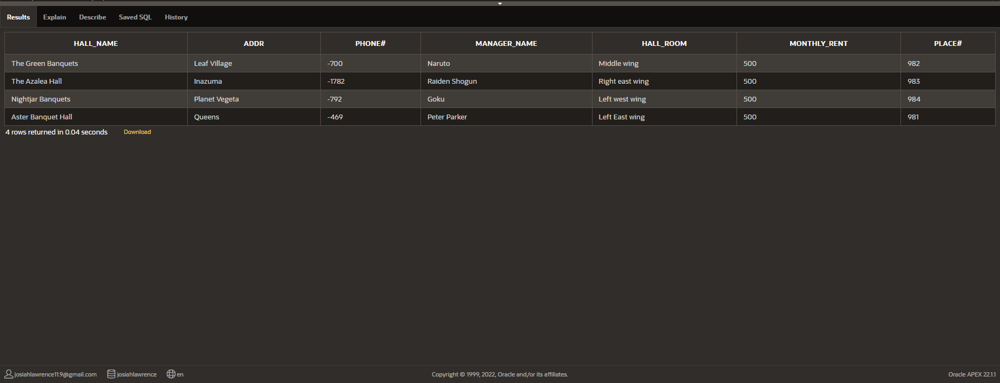 Results Explain Describe Saved SQL History
HALL_NAME ADDR PHONE# MANAGER_NAME HALL_ROOM MONTHLY_RENT PLACE#
The Green Banquets Leaf Village -700 Naruto Middle wing 500 982
The Azalea Hall Inazuma -1782 Raiden Shogun Right east wing 500 983
Nightjar Banquets Planet Vegeta -792 Goku Left west wing 500 984
Aster Banquet Hall Queens -469 Peter Parker Left East wing 500 981
4 rows returned in 0.04 seconds Download
josiahlawrence11.9@gmail.com josiahlawrence en Copyright © 1999, 2022, Oracle and/or its affiliates. Oracle APEX 22.1.1